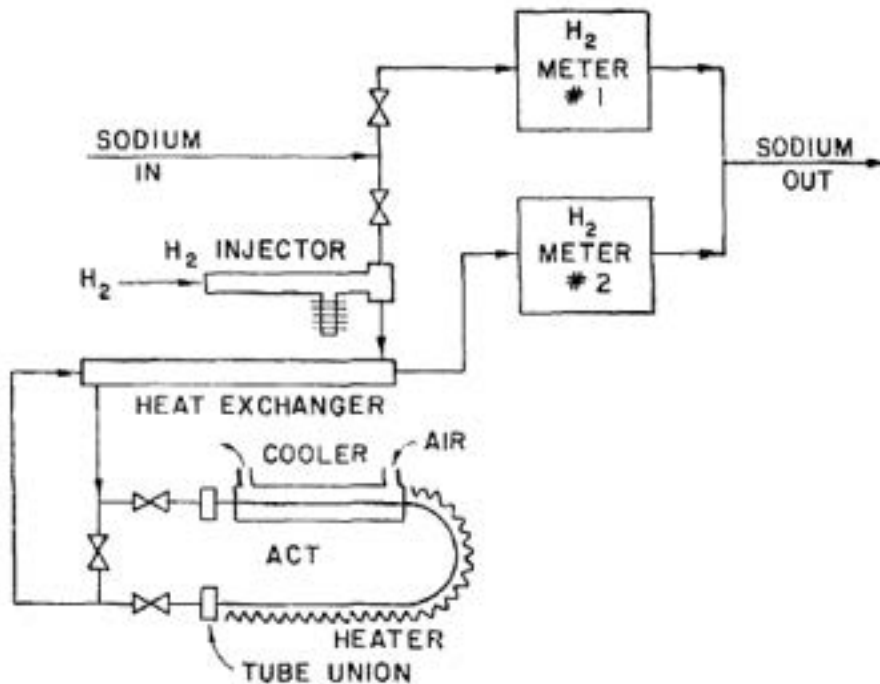 H2
METER
# 1
SODIUM
IN
SODIUM
OUT
H2
METER
# 2
H2 INJECTOR
H2
HEAT EXCHANGER
COOLER
AIR
ACT
HEATER
TUBE UNION